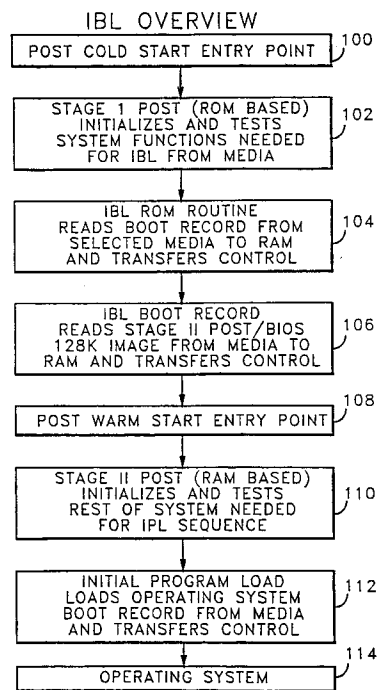 IBL OVERVIEW
POST COLD START ENTRY POINT
100
STAGE 1 POST (ROM BASED)
INITIALIZES AND TESTS
SYSTEM FUNCTIONS NEEDED
FOR IBL FROM MEDIA
102
IBL ROM ROUTINE
READS BOOT RECORD FROM
SELECTED MEDIA TO RAM
AND TRANSFERS CONTROL
104
IBL BOOT RECORD
READS STAGE II POST/BIOS
128K IMAGE FROM MEDIA TO
RAM AND TRANSFERS CONTROL
106
POST WARM START ENTRY POINT
108
STAGE II POST (RAM BASED)
INITIALIZES AND TESTS
REST OF SYSTEM NEEDED
FOR IPL SEQUENCE
110
INITIAL PROGRAM LOAD
LOADS OPERATING SYSTEM
BOOT RECORD FROM MEDIA
AND TRANSFERS CONTROL
112
OPERATING SYSTEM
114